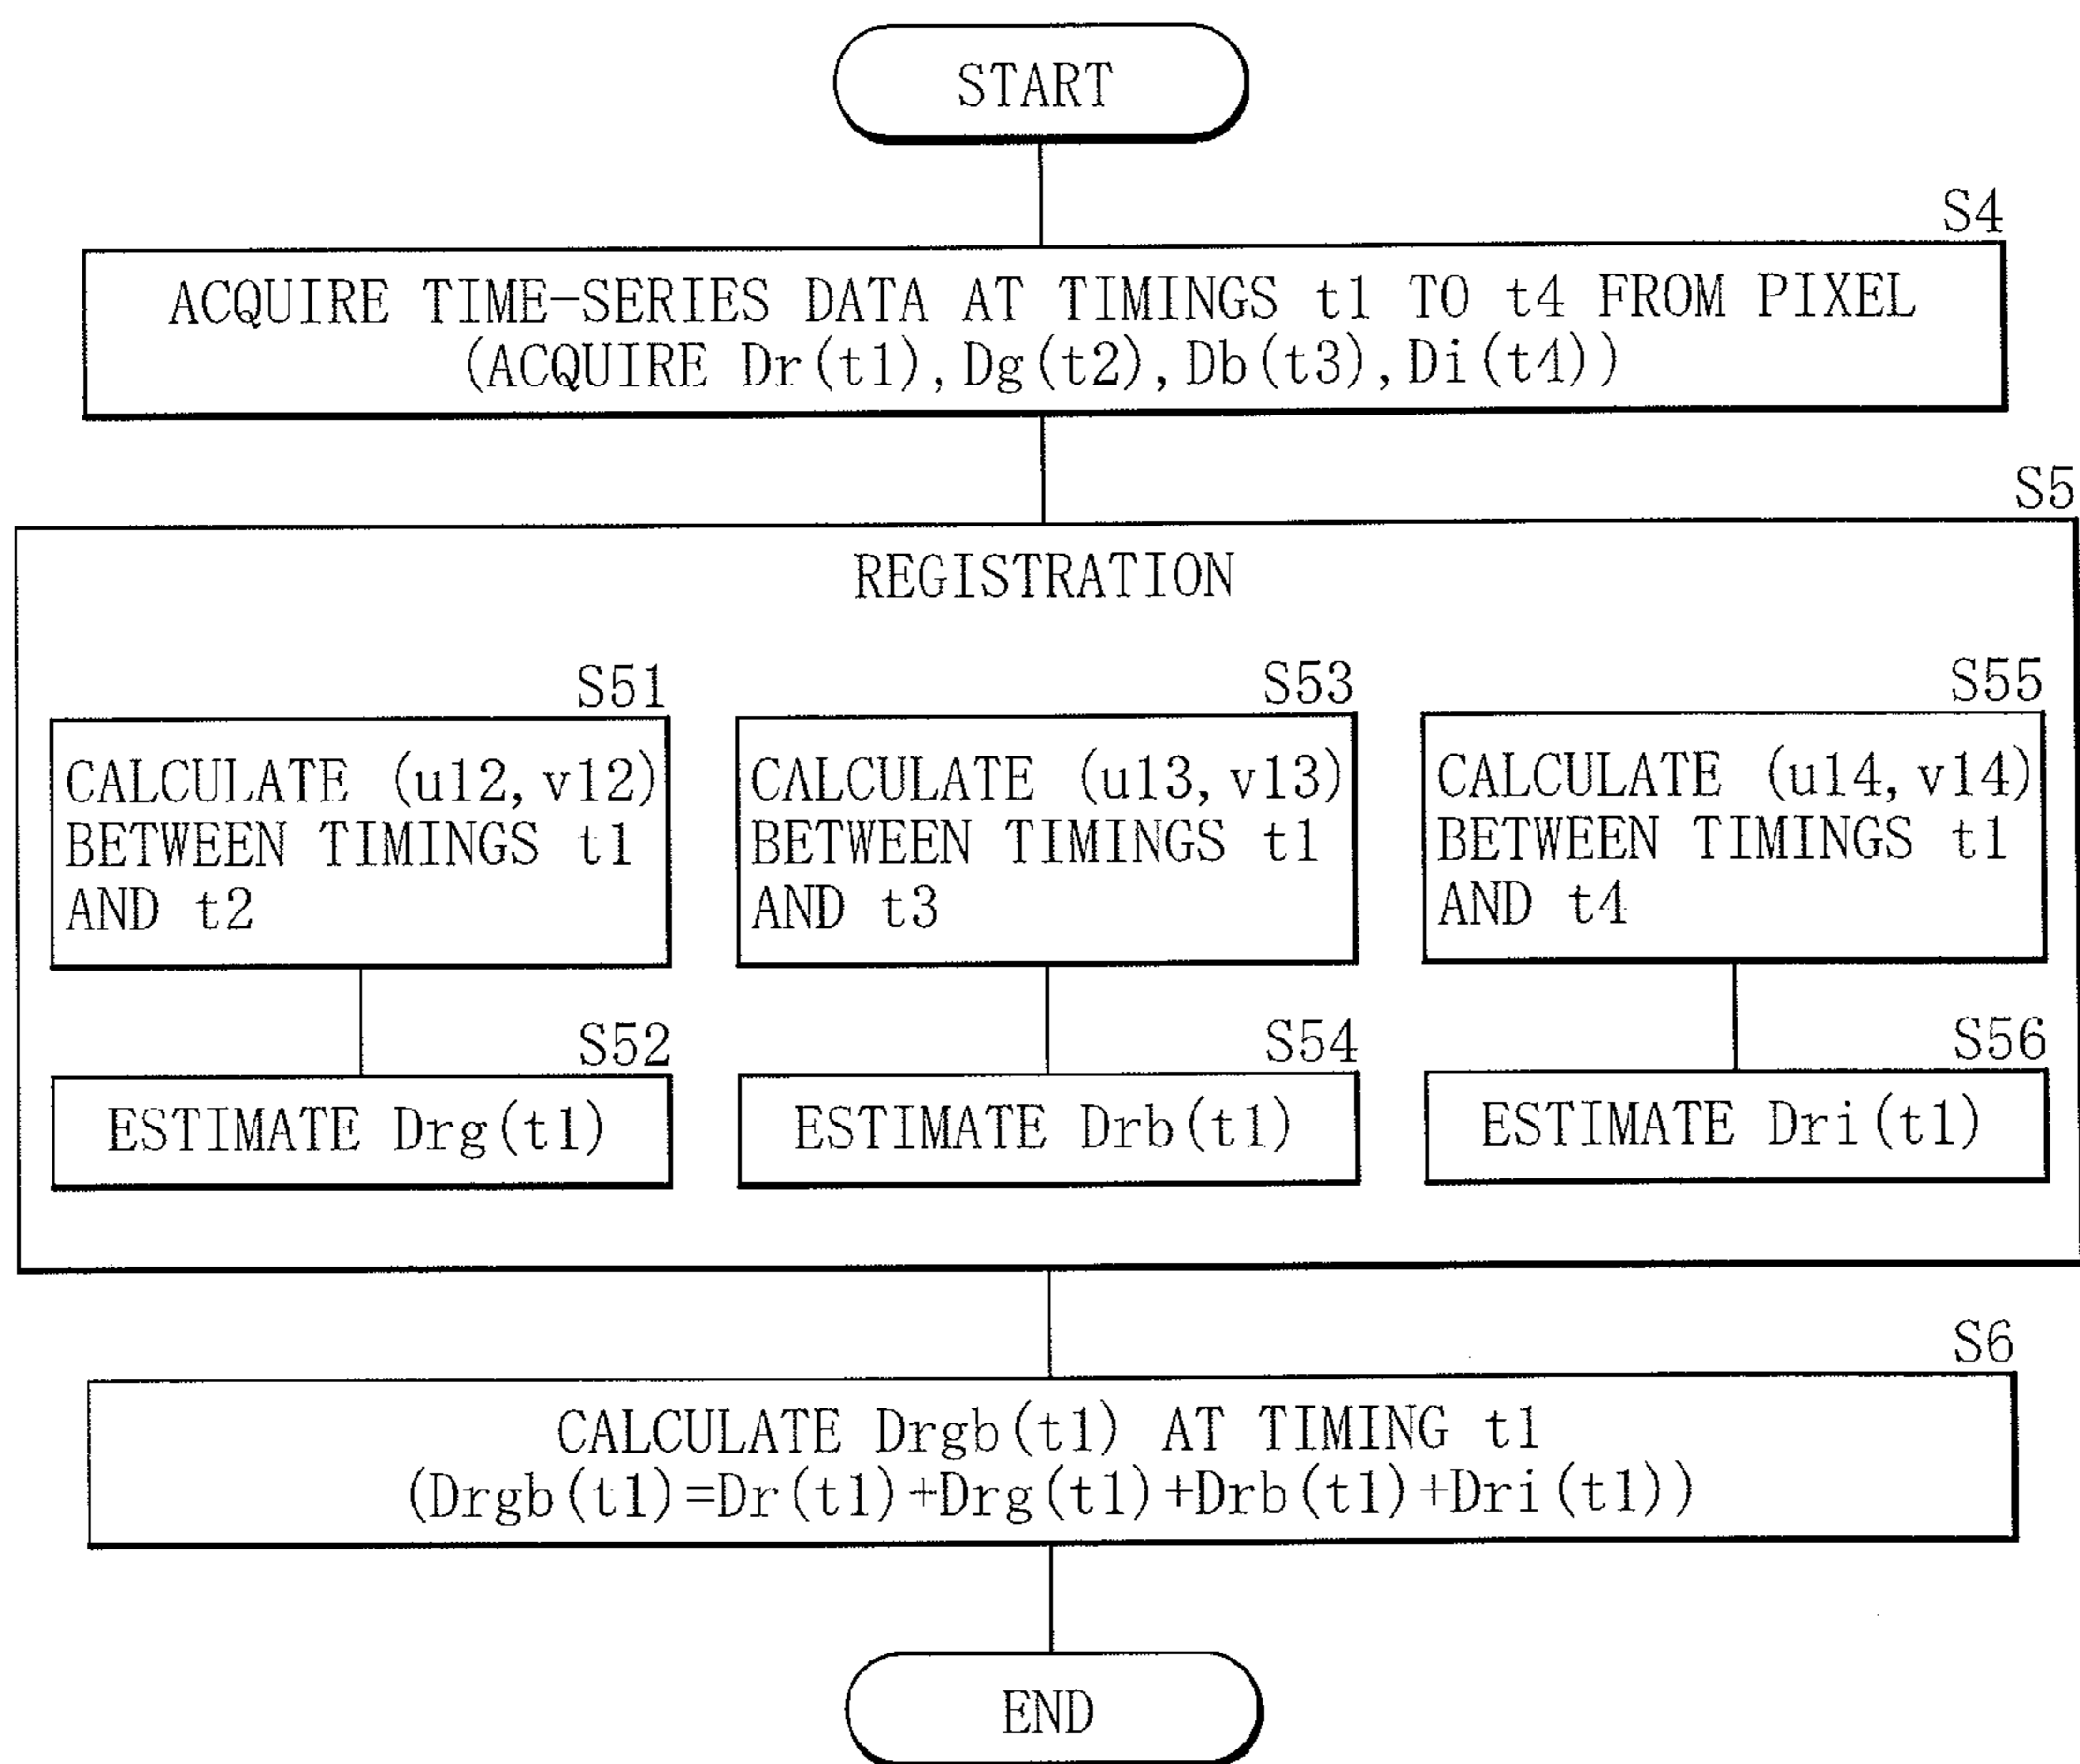 START
S4
ACQUIRE TIME-SERIES DATA AT TIMINGS t1 TO t4 FROM PIXEL
(ACQUIRE Dr(t1),Dg(t2),Db(t3),Di(t4))
S5
REGISTRATION
S51
CALCULATE (u12,v12)
BETWEEN TIMINGS t1
AND t2
S52
ESTIMATE Drg(t1)
S53
CALCULATE (u13,v13)
BETWEEN TIMINGS t1
AND t3
S54
ESTIMATE Drb(t1)
S55
CALCULATE (u14,v14)
BETWEEN TIMINGS t1
AND t4
S56
ESTIMATE Dri(t1)
S6
CALCULATE Drgb(t1) AT TIMING t1
(Drgb(t1)=Dr(t1)+Drg(t1)+Drb(t1)+Dri(t1))
END